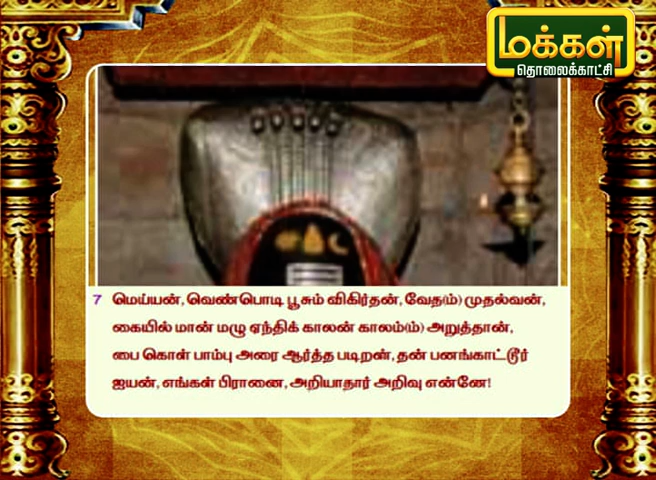 மக்கள்
தொலைக்காட்சி
7 மெய்யன், வெண்பொடி பூசும் விகிர்தன், வேத(ம்) முதல்வன்,
கையில் மான் மழு ஏந்திக் காலன் காலம்(ம்) அறுத்தான்,
பை கொள் பாம்பு அரை ஆர்த்த படிறன், தன் பனங்காட்டூர்
ஐயன், எங்கள் பிரானை, அறியாதார் அறிவு என்னே!